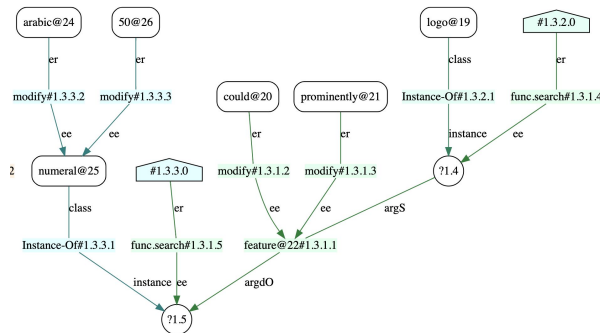 arabic@24 50@26 logo@19 #1.3.2.0
er er class er
could@20 prominently@21
modify#1.3.3.2 modify#1.3.3.3 Instance-Of#1.3.2.1 func.search#1.3.1.4
er er
ee ee instance ee
2 numeral@25 #1.3.3.0 modify#1.3.1.2 modify#1.3.1.3 ?1.4
class er ee ee argS
Instance-Of#1.3.3.1 func.search#1.3.1.5 feature@22#1.3.1.1
instance ee argdO
?1.5